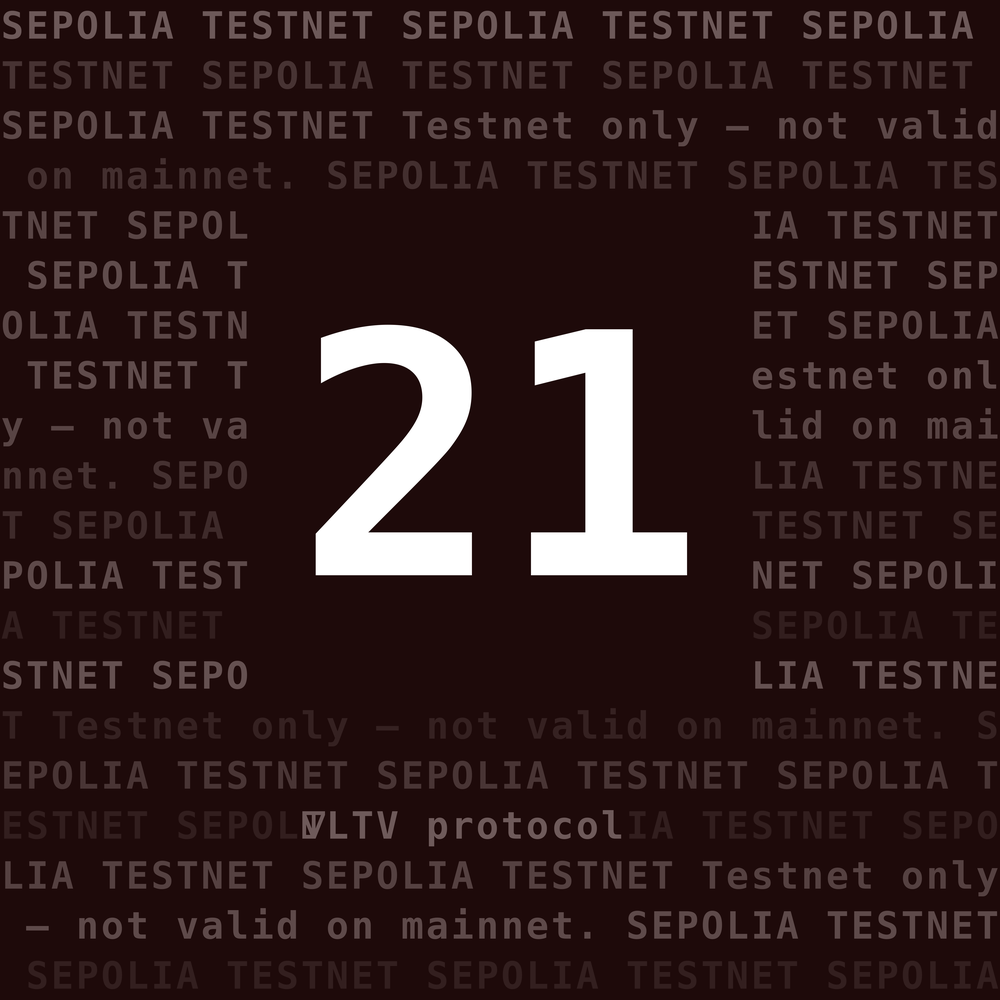 SEPOLIA TESTNET SEPOLIA TESTNET SEPOLIA
TESTNET SEPOLIA TESTNET SEPOLIA TESTNET
SEPOLIA TESTNET Testnet only — not valid
on mainnet. SEPOLIA TESTNET SEPOLIA TES
TNET SEPOL IA TESTNET
SEPOLIA T ESTNET SEP
OLIA TESTN ET SEPOLIA
TESTNET T estnet onl
y — not va lid on mai
nnet. SEPO LIA TESTNE
T SEPOLIA TESTNET SE
POLIA TEST NET SEPOLI
A TESTNET SEPOLIA TE
STNET SEPO LIA TESTNE
21
T Testnet only — not valid on mainnet. S
EPOLIA TESTNET SEPOLIA TESTNET SEPOLIA T
ESTNET SEPOL LTV protocol IA TESTNET SEPO
LIA TESTNET SEPOLIA TESTNET Testnet only
— not valid on mainnet. SEPOLIA TESTNET
SEPOLIA TESTNET SEPOLIA TESTNET SEPOLIA